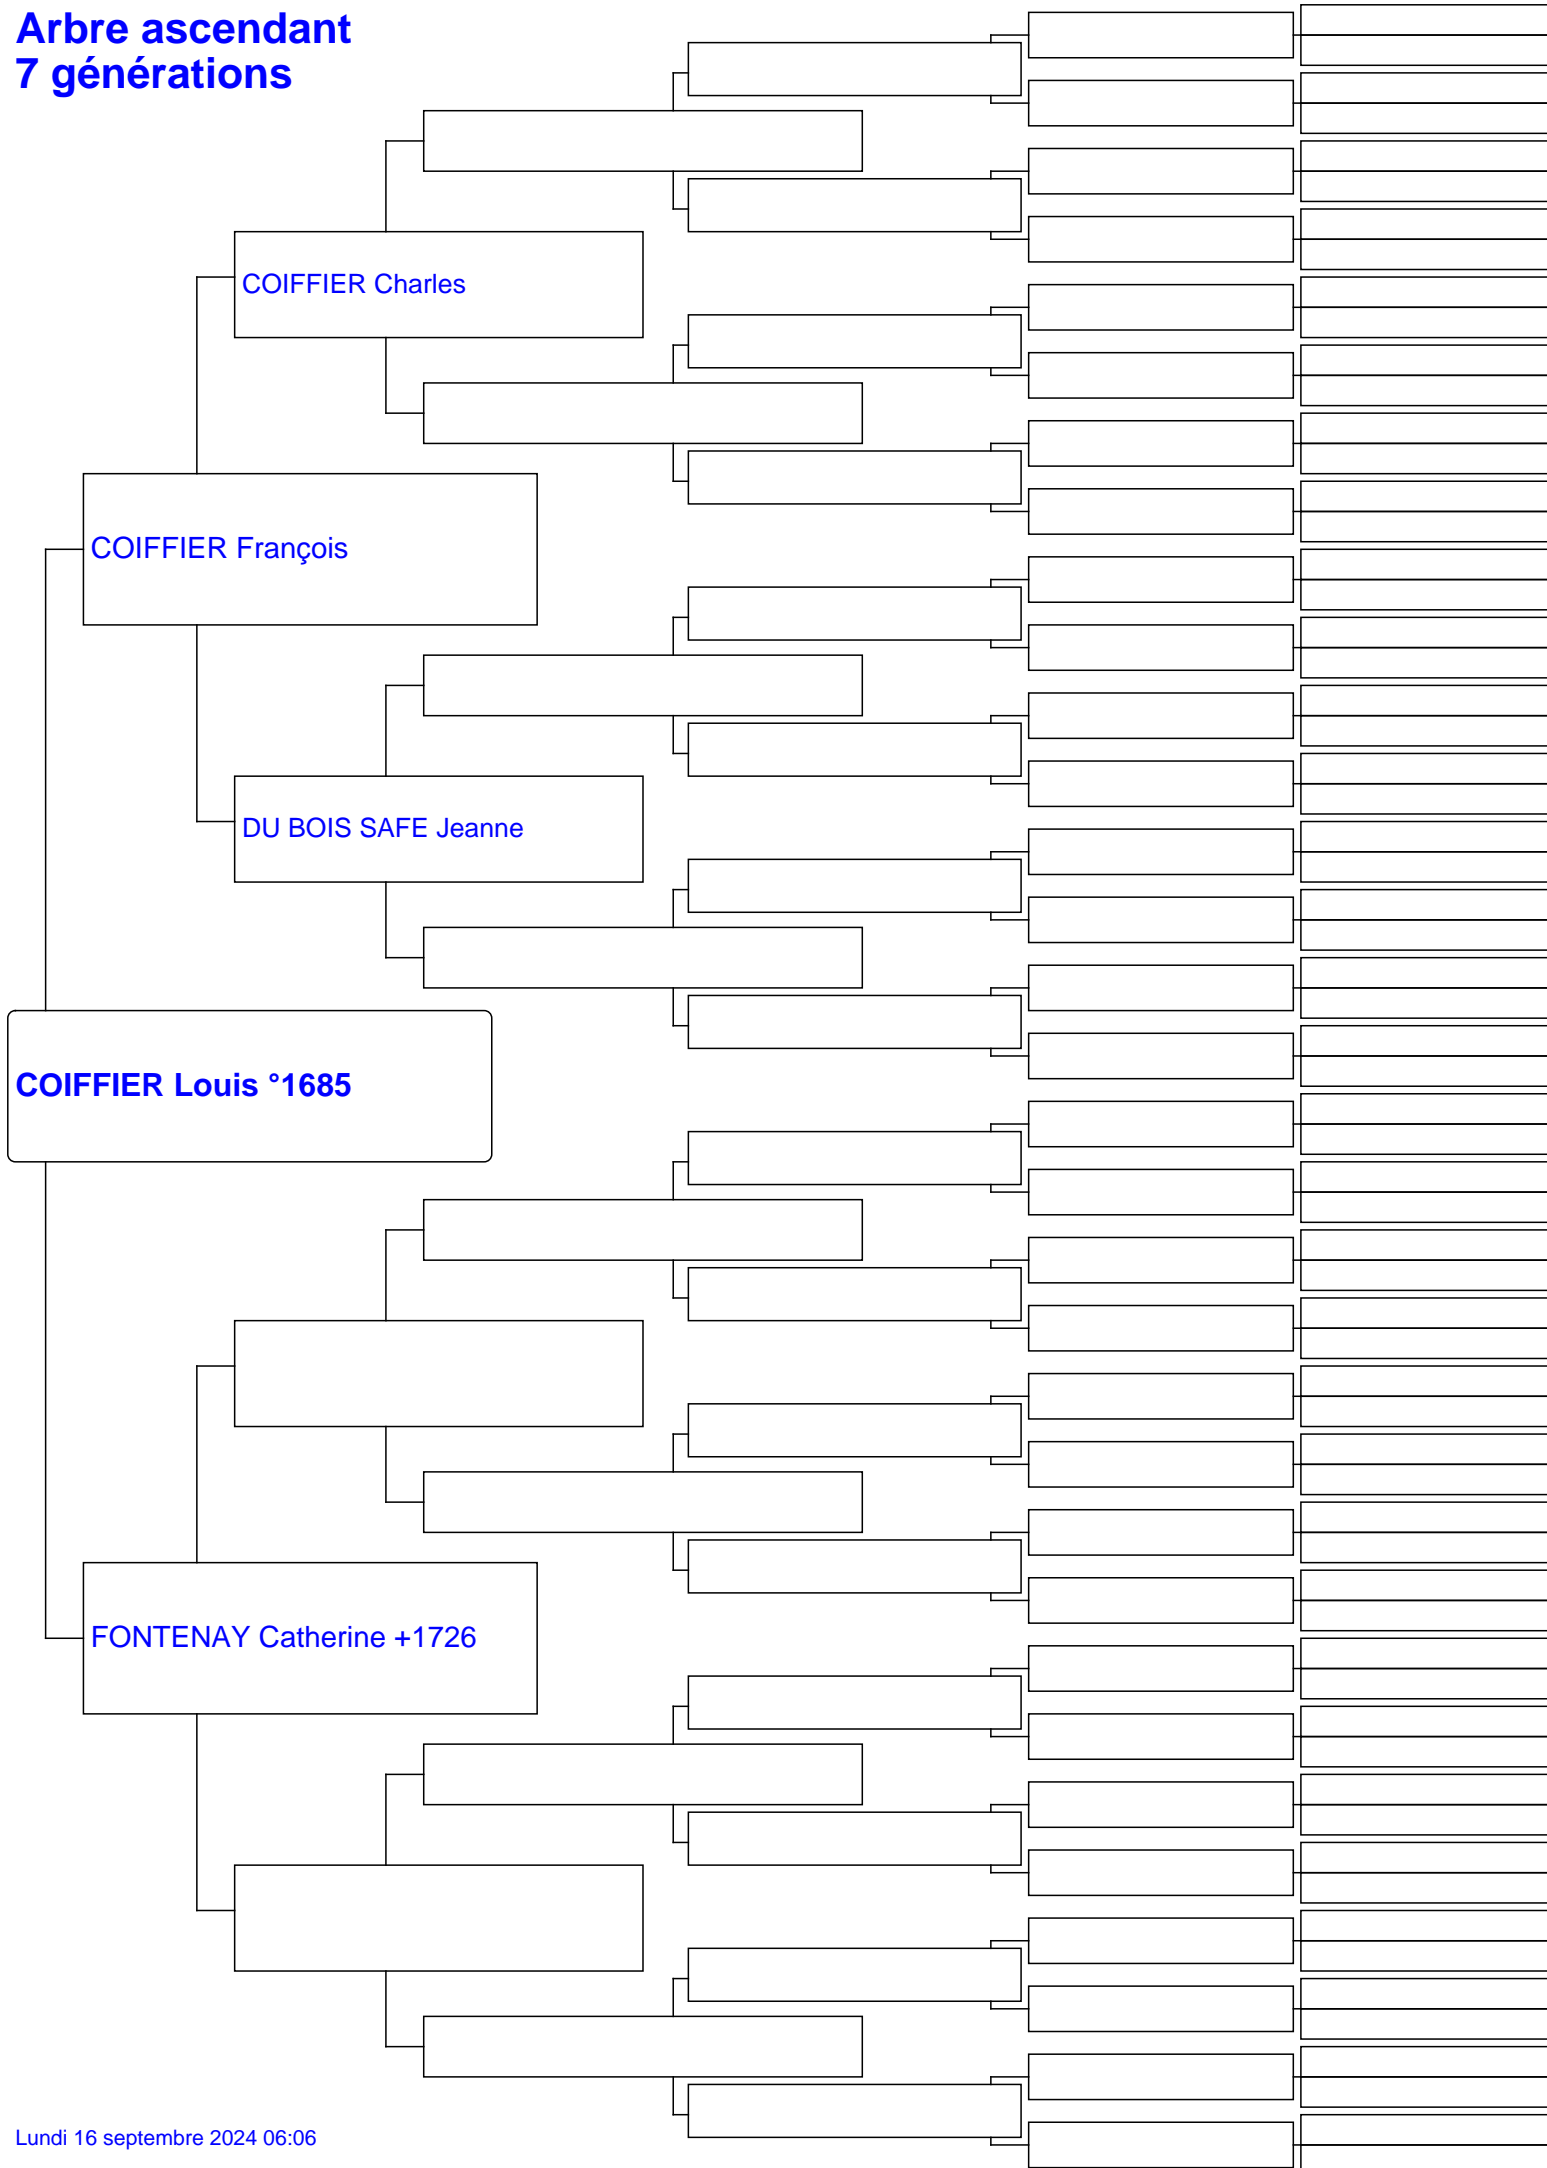 Arbre ascendant
7 générations
COIFFIER Charles
COIFFIER François
DU BOIS SAFE Jeanne
COIFFIER Louis °1685
FONTENAY Catherine +1726
Lundi 16 septembre 2024 06:06